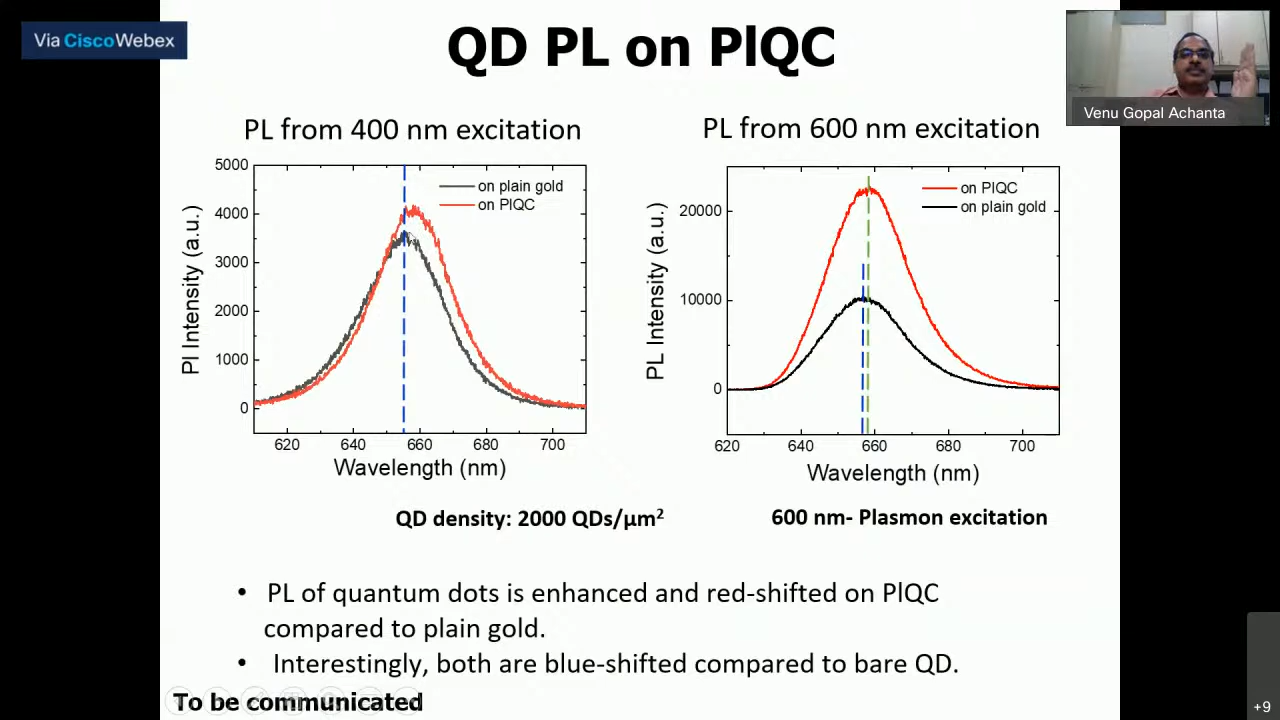 Via Cisco Webex
QD PL on PlQC
Venu Gopal Achanta
PL from 400 nm excitation
PL from 600 nm excitation
5000
4000
3000
2000
1000
0
Pl Intensity (a.u.)
on plain gold
on PlQC
620 640 660 680 700
Wavelength (nm)
20000
10000
0
PL Intensity (a.u.)
on PlQC
on plain gold
620 640 660 680 700
Wavelength (nm)
QD density: 2000 QDs/µm²
600 nm- Plasmon excitation
• PL of quantum dots is enhanced and red-shifted on PlQC
compared to plain gold.
• Interestingly, both are blue-shifted compared to bare QD.
To be communicated
+9